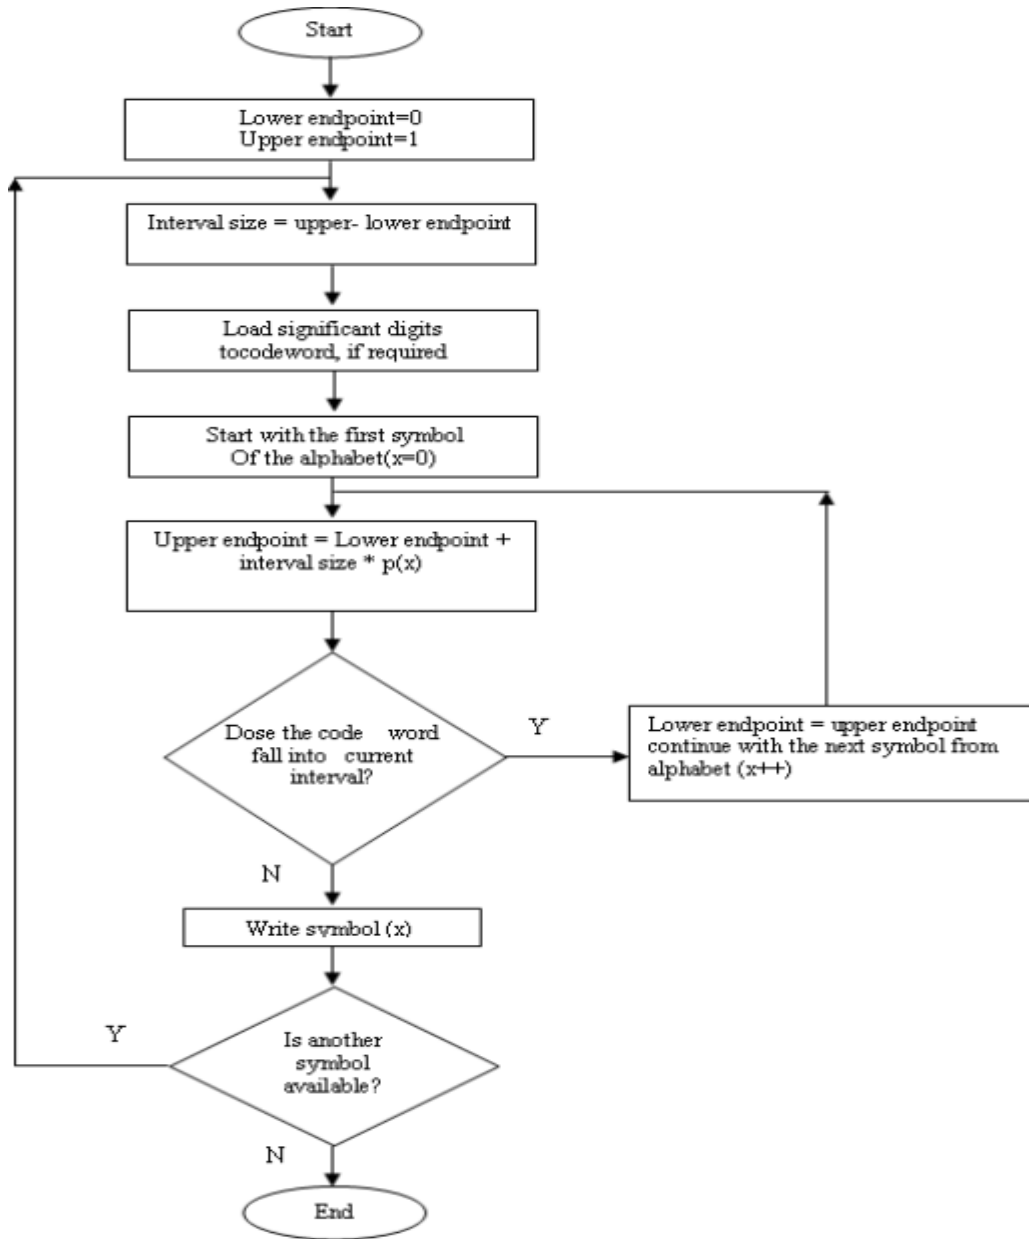 Start
Lower endpoint=0
Upper endpoint=1
Interval size = upper- lower endpoint
Load significant digits
tocodeword, if required
Start with the first symbol
Of the alphabet(x=0)
Upper endpoint = Lower endpoint +
interval size * p(x)
Dose the code word
fall into current
interval?
Y
Lower endpoint = upper endpoint
continue with the next symbol from
alphabet (x++)
N
Write symbol (x)
Y
Is another
symbol
available?
N
End